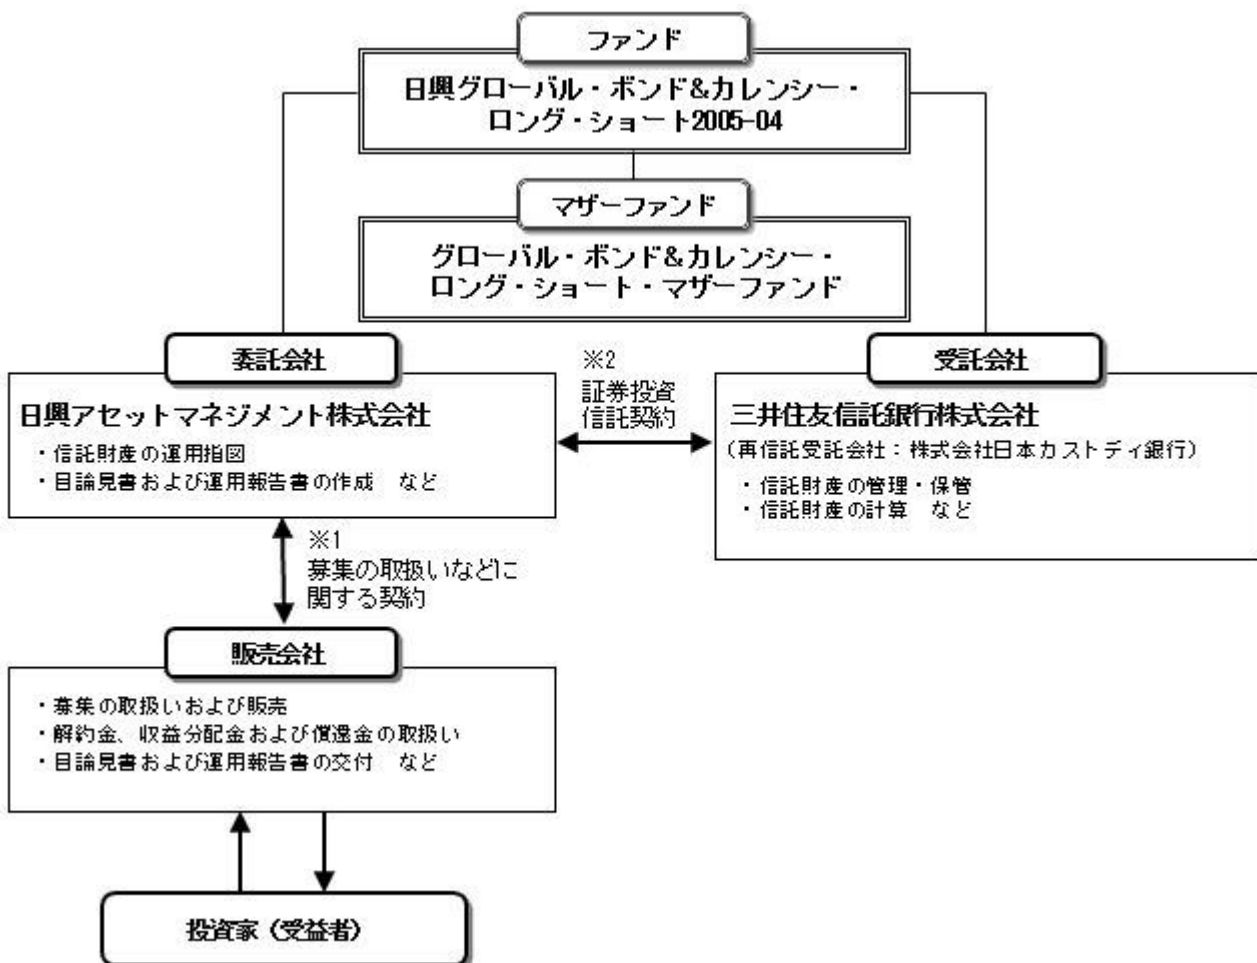 ファンド
日興グローバル・ボンド&カレンシー・
ロング・ショート2005-04
マザーファンド
グローバル・ボンド&カレンシー・
ロング・ショート・マザーファンド
委託会社
日興アセットマネジメント株式会社
・信託財産の運用指図
・目論見書および運用報告書の作成　など
※2
証券投資
信託契約
受託会社
三井住友信託銀行株式会社
（再信託受託会社：株式会社日本カストディ銀行）
・信託財産の管理・保管
・信託財産の計算　など
※1
募集の取扱いなどに
関する契約
販売会社
・募集の取扱いおよび販売
・解約金、収益分配金および償還金の取扱い
・目論見書および運用報告書の交付　など
投資家（受益者）